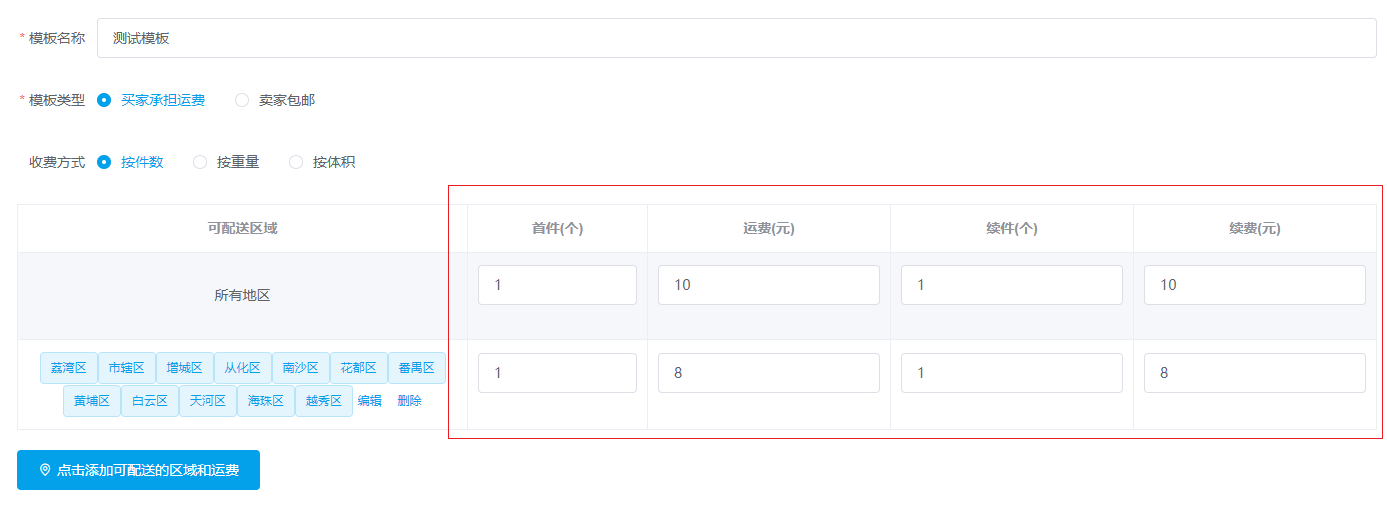 * 模板名称 测试模板
* 模板类型 买家承担运费 卖家包邮
收费方式 按件数 按重量 按体积
可配送区域 首件(个) 运费(元) 续件(个) 续费(元)
所有地区 1 10 1 10
荔湾区 市辖区 增城区 从化区 南沙区 花都区 番禺区 1 8 1 8
黄埔区 白云区 天河区 海珠区 越秀区 编辑 删除
点击添加可配送的区域和运费